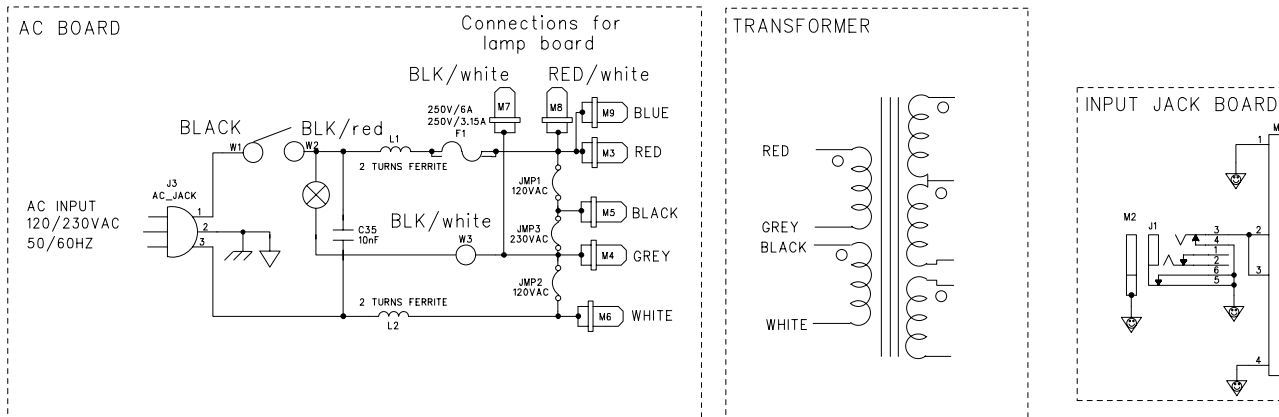 AC BOARD
Connections for
lamp board
BLK/white
RED/white
M7
M8
M9
BLUE
250V/6A
250V/3.15A
F1
BLACK
W1
BLK/red
W2
L1
2 TURNS FERRITE
M3
RED
JMP1
120VAC
J3
AC_JACK
1
2
3
AC INPUT
120/230VAC
50/60HZ
C35
10nF
BLK/white
W3
M5
BLACK
JMP3
230VAC
M4
GREY
JMP2
120VAC
2 TURNS FERRITE
L2
M6
WHITE
TRANSFORMER
RED
GREY
BLACK
WHITE
INPUT JACK BOARD
M
1
M2
J1
3
4
1
2
6
5
2
3
4